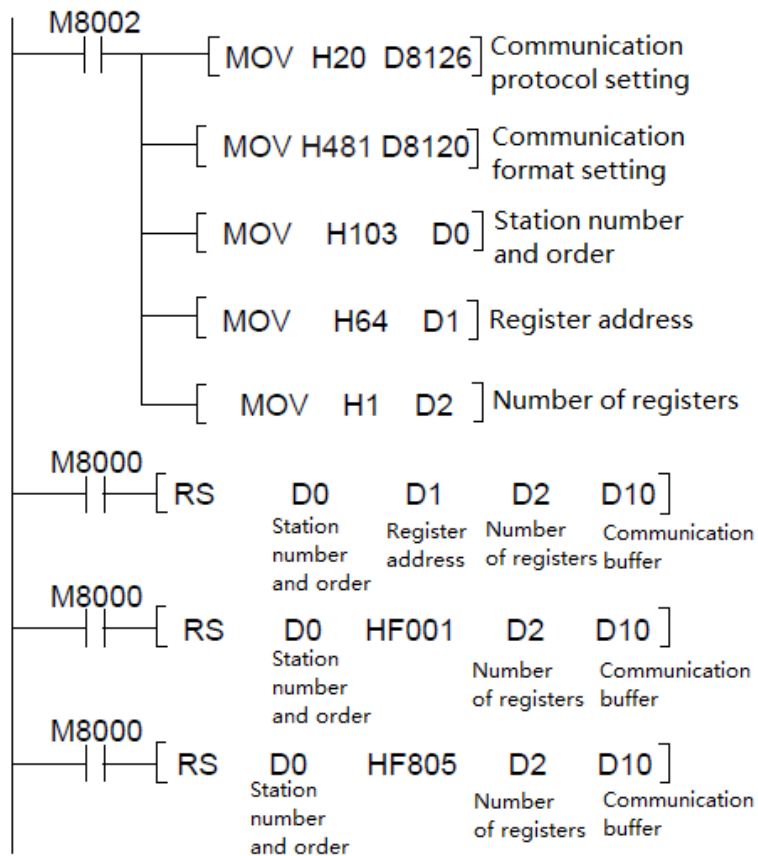 M8002
MOV H20 D8126 Communication
protocol setting
MOV H481 D8120 Communication
format setting
MOV H103 D0 Station number
and order
MOV H64 D1 Register address
MOV H1 D2 Number of registers
M8000
RS D0 D1 D2 D10
Station Register Number Communication
number address of registers buffer
and order
M8000
RS D0 HF001 D2 D10
Station Number Communication
number of registers buffer
and order
M8000
RS D0 HF805 D2 D10
Station Number Communication
number of registers buffer
and order